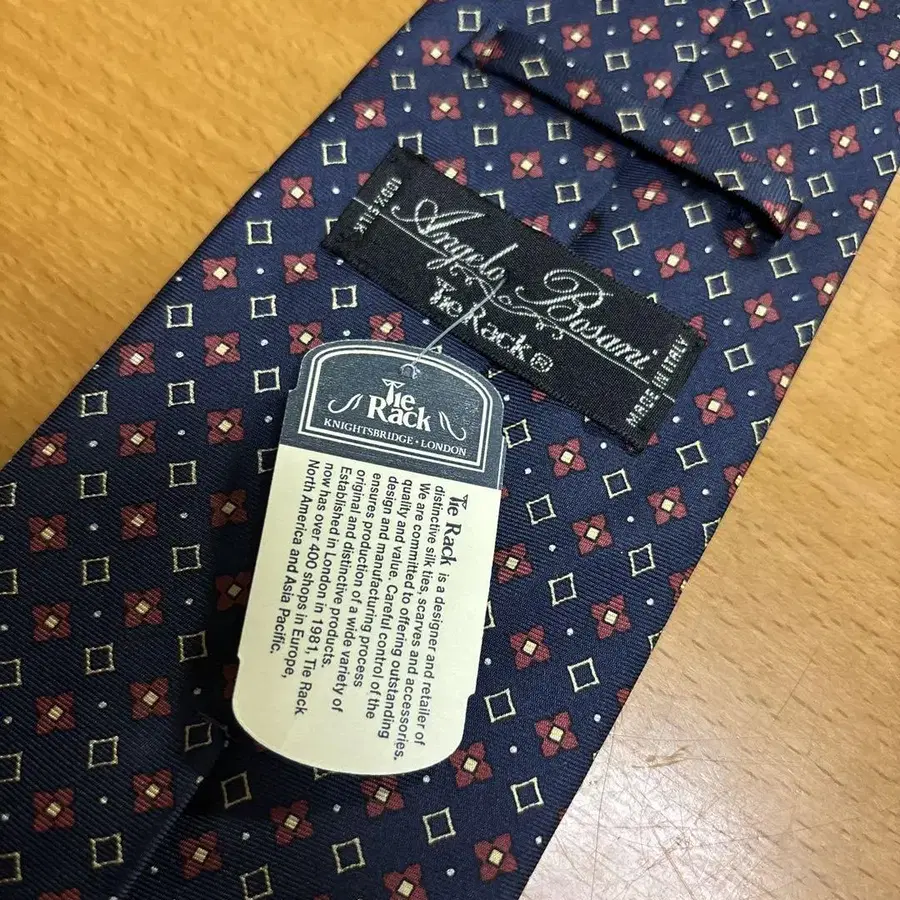 100% SILK
Angelo Bosani
Tie Rack®
MADE IN ITALY
Tie
Rack
KNIGHTSBRIDGE • LONDON
Tie Rack is a designer and retailer of
distinctive silk ties, scarves and accessories.
We are committed to offering outstanding
quality and value. Careful control of the
design and manufacturing process
ensures production of a wide variety of
original and distinctive products.
Established in London in 1981, Tie Rack
now has over 400 shops in Europe,
North America and Asia Pacific.